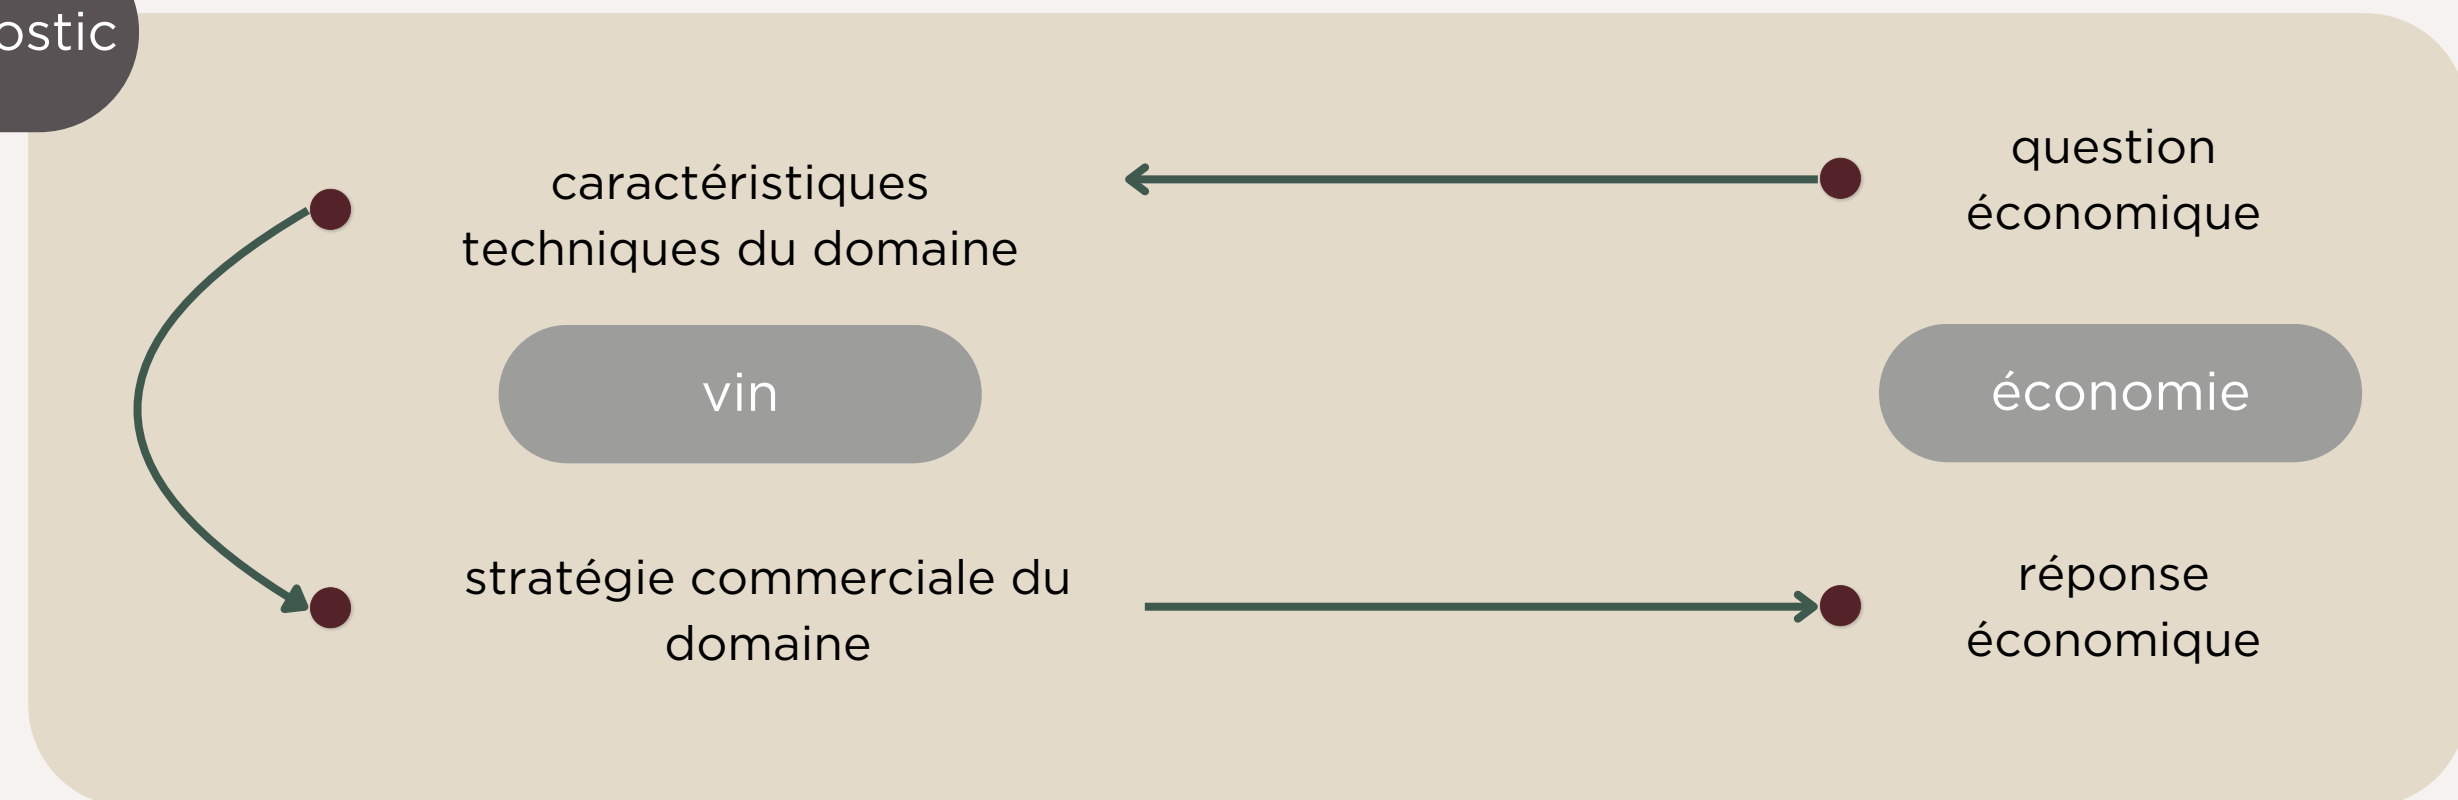 ostic
caractéristiques
techniques du domaine
question
économique
vin
économie
stratégie commerciale du
domaine
réponse
économique